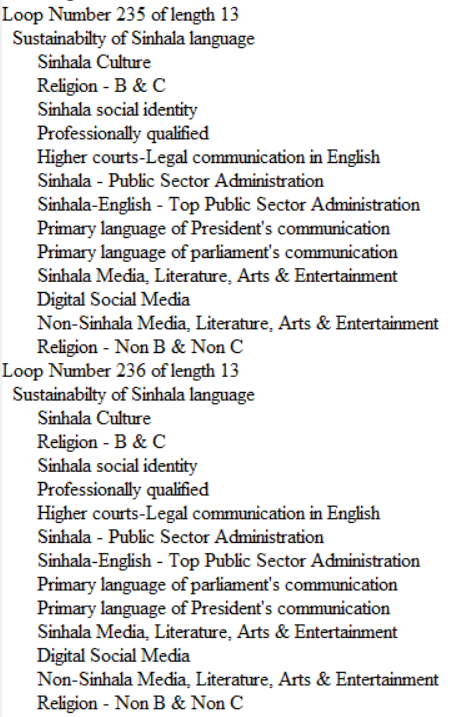 Loop Number 235 of length 13
Sustainabilty of Sinhala language
Sinhala Culture
Religion - B & C
Sinhala social identity
Professionally qualified
Higher courts-Legal communication in English
Sinhala - Public Sector Administration
Sinhala-English - Top Public Sector Administration
Primary language of President's communication
Primary language of parliament's communication
Sinhala Media, Literature, Arts & Entertainment
Digital Social Media
Non-Sinhala Media, Literature, Arts & Entertainment
Religion - Non B & Non C
Loop Number 236 of length 13
Sustainabilty of Sinhala language
Sinhala Culture
Religion - B & C
Sinhala social identity
Professionally qualified
Higher courts-Legal communication in English
Sinhala - Public Sector Administration
Sinhala-English - Top Public Sector Administration
Primary language of parliament's communication
Primary language of President's communication
Sinhala Media, Literature, Arts & Entertainment
Digital Social Media
Non-Sinhala Media, Literature, Arts & Entertainment
Religion - Non B & Non C